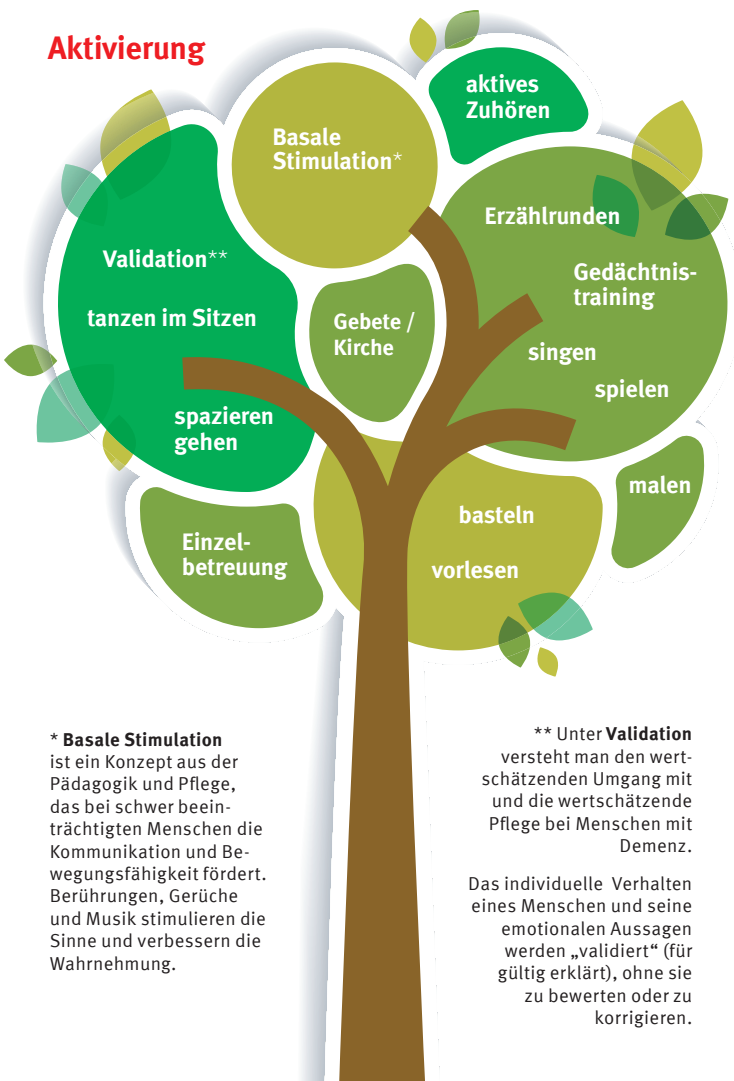 Aktivierung
aktives
Zuhören
Basale
Stimulation*
Erzählrunden
Validation**
Gedächtnis-
training
tanzen im Sitzen
Gebete /
Kirche
singen
spielen
spazieren
gehen
malen
basteln
Einzel-
betreuung
vorlesen
* Basale Stimulation
ist ein Konzept aus der
Pädagogik und Pflege,
das bei schwer beein-
trächtigten Menschen die
Kommunikation und Be-
wegungsfähigkeit fördert.
Berührungen, Gerüche
und Musik stimulieren die
Sinne und verbessern die
Wahrnehmung.
** Unter Validation
versteht man den wert-
schätzenden Umgang mit
und die wertschätzende
Pflege bei Menschen mit
Demenz.
Das individuelle Verhalten
eines Menschen und seine
emotionalen Aussagen
werden „validiert“ (für
gültig erklärt), ohne sie
zu bewerten oder zu
korrigieren.